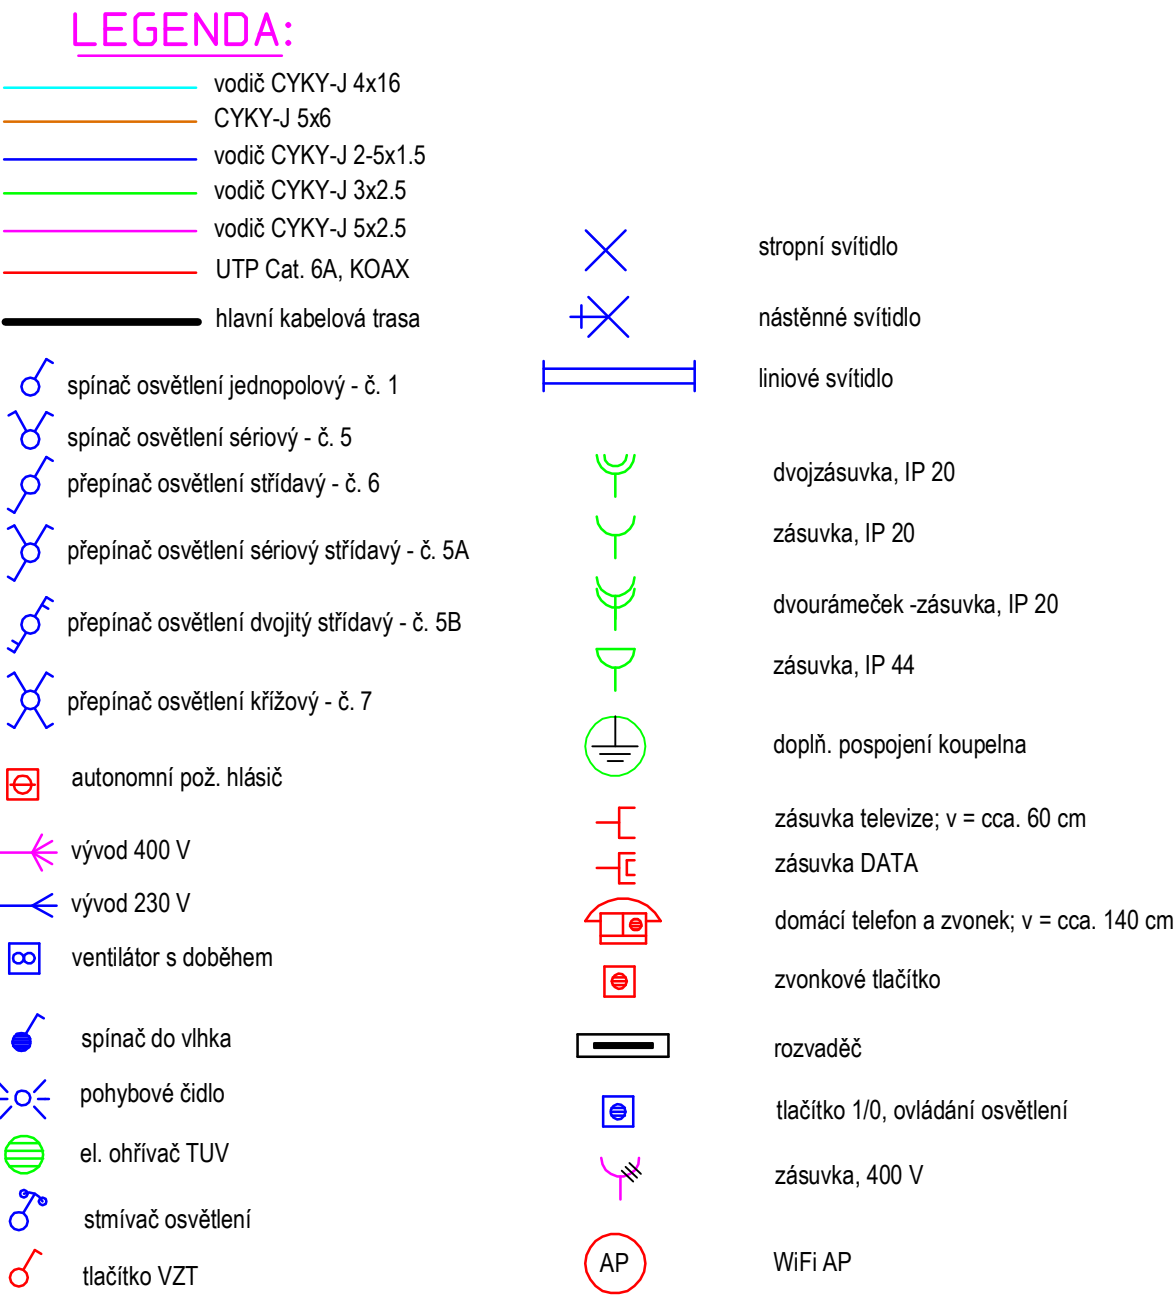 LEGENDA:
vodič CYKY-J 4x16
CYKY-J 5x6
vodič CYKY-J 2-5x1.5
vodič CYKY-J 3x2.5
vodič CYKY-J 5x2.5
UTP Cat. 6A, KOAX
hlavní kabelová trasa
spínač osvětlení jednopolový - č. 1
spínač osvětlení sériový - č. 5
přepínač osvětlení střídavý - č. 6
přepínač osvětlení sériový střídavý - č. 5A
přepínač osvětlení dvojitý střídavý - č. 5B
přepínač osvětlení křížový - č. 7
autonomní pož. hlásič
vývod 400 V
vývod 230 V
ventilátor s doběhem
spínač do vlhka
pohybové čidlo
el. ohřívač TUV
stmívač osvětlení
tlačítko VZT
stropní svítidlo
nástěnné svítidlo
liniové svítidlo
dvojzásuvka, IP 20
zásuvka, IP 20
dvourámeček -zásuvka, IP 20
zásuvka, IP 44
doplň. pospojení koupelna
zásuvka televize; v = cca. 60 cm
zásuvka DATA
domácí telefon a zvonek; v = cca. 140 cm
zvonkové tlačítko
rozvaděč
tlačítko 1/0, ovládání osvětlení
zásuvka, 400 V
AP WiFi AP